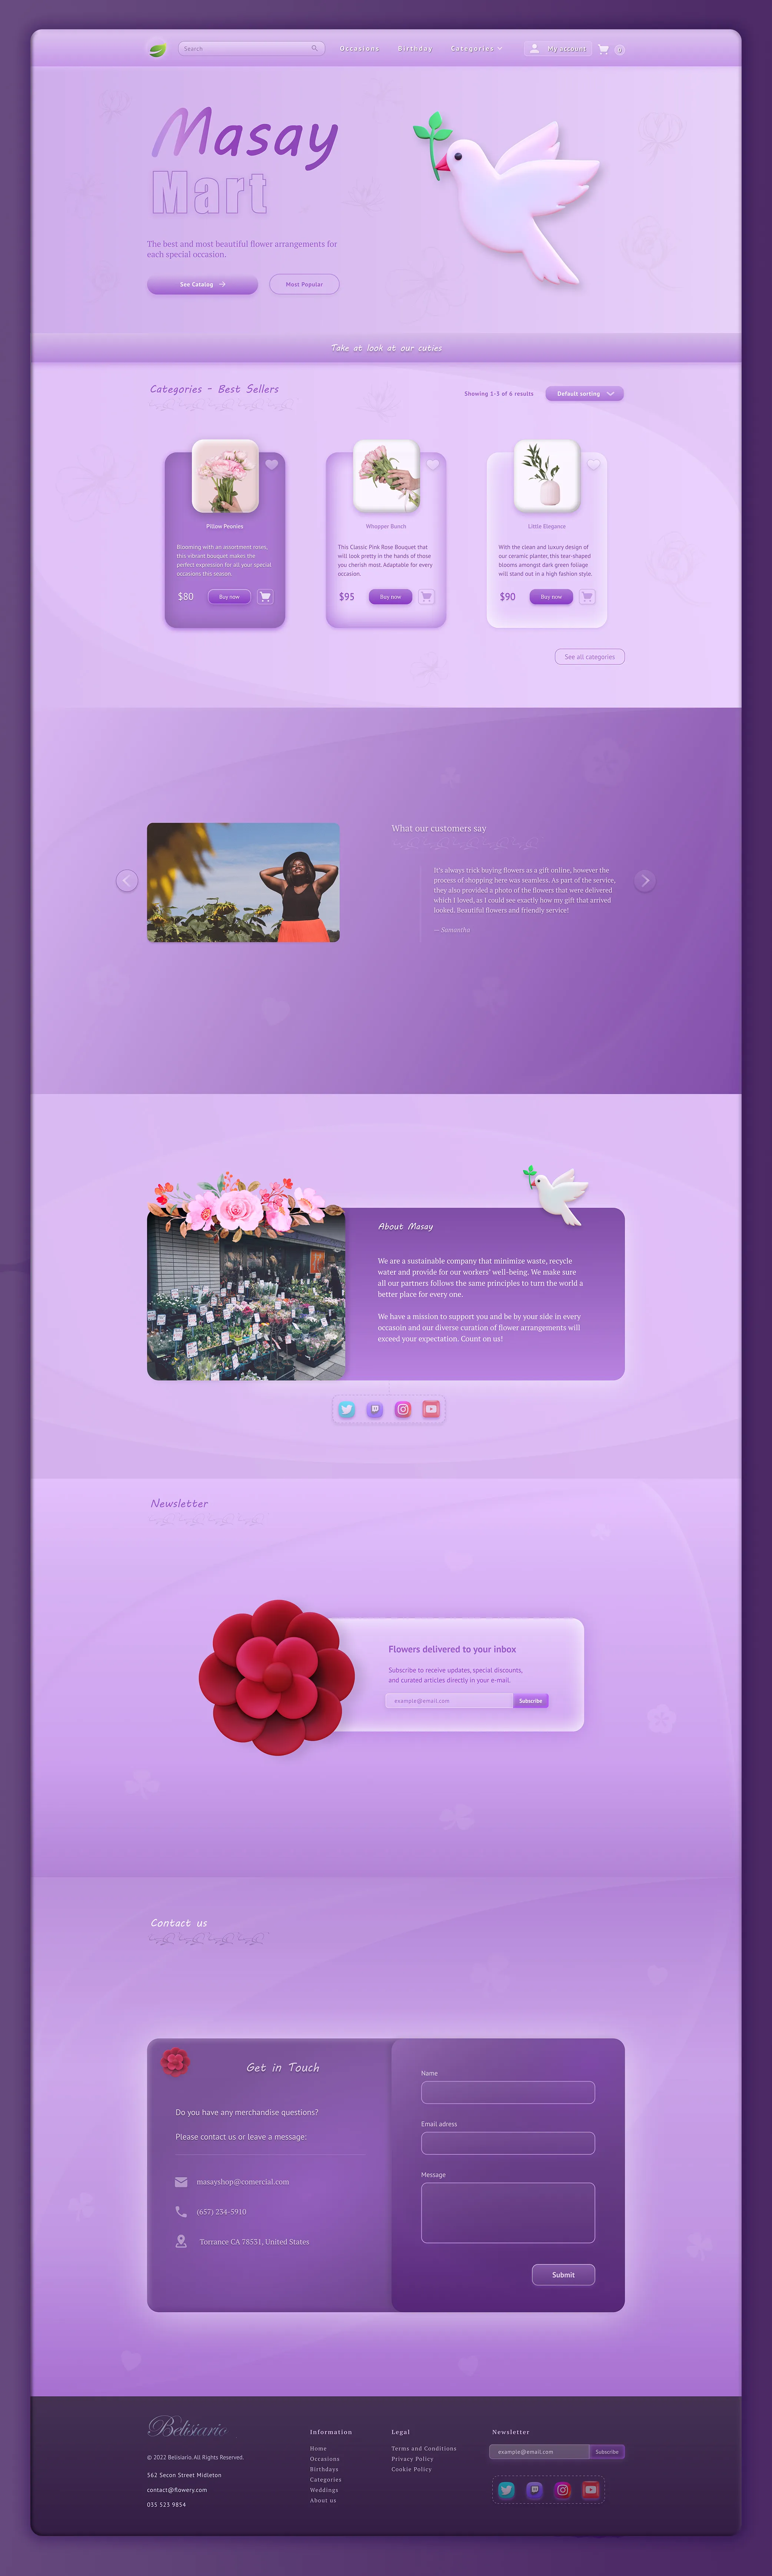 Search
Occasions
Birthday
Categories
My account
0
Masay
Mart
The best and most beautiful flower arrangements for
each special occasion.
See Catalog
Most Popular
Take at look at our cuties
Categories - Best Sellers
Showing 1-3 of 6 results
Default sorting
Pillow Peonies
Blooming with an assortment roses,
this vibrant bouquet makes the
perfect expression for all your special
occasions this season.
$80
Buy now
Whopper Bunch
This Classic Pink Rose Bouquet that
will look pretty in the hands of those
you cherish most. Adaptable for every
occasion.
$95
Buy now
Little Elegance
With the clean and luxury design of
our ceramic planter, this tear-shaped
blooms amongst dark green foliage
will stand out in a high fashion style.
$90
Buy now
See all categories
What our customers say
It's always trick buying flowers as a gift online, however the
process of shopping here was seamless. As part of the service,
they also provided a photo of the flowers that were delivered
which I loved, as I could see exactly how my gift that arrived
looked. Beautiful flowers and friendly service!
— Samantha
About Masay
We are a sustainable company that minimize waste, recycle
water and provide for our workers' well-being. We make sure
all our partners follows the same principles to turn the world a
better place for every one.
We have a mission to support you and be by your side in every
occasoin and our diverse curation of flower arrangements will
exceed your expectation. Count on us!
Newsletter
Flowers delivered to your inbox
Subscribe to receive updates, special discounts,
and curated articles directly in your e-mail.
example@email.com
Subscribe
Contact us
Get in Touch
Do you have any merchandise questions?
Please contact us or leave a message:
masayshop@comercial.com
(657) 234-5910
Torrance CA 78531, United States
Name
Email adress
Message
Submit
Belisiario
© 2022 Belisiario. All Rights Reserved.
562 Secon Street Midleton
contact@flowery.com
035 523 9854
Information
Home
Occasions
Birthdays
Categories
Weddings
About us
Legal
Terms and Conditions
Privacy Policy
Cookie Policy
Newsletter
example@email.com
Subscribe